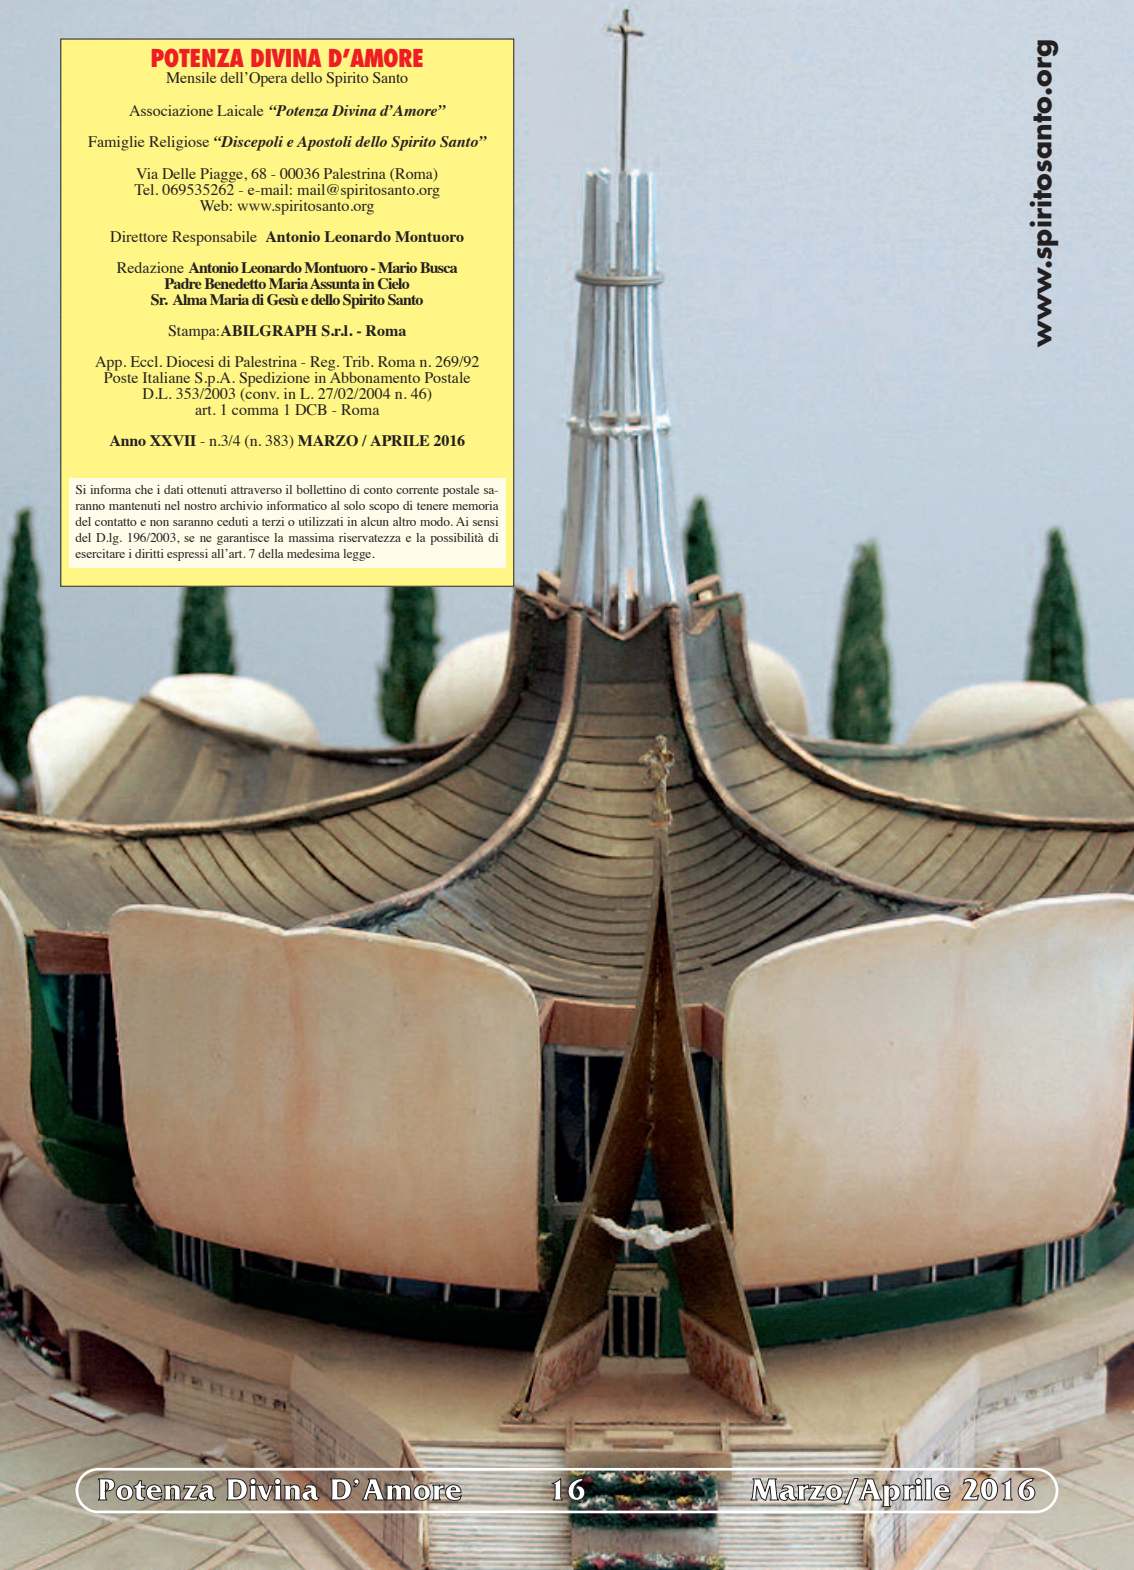 POTENZA DIVINA D’AMORE
Mensile dell’Opera dello Spirito Santo
Associazione Laicale “Potenza Divina d’Amore”
Famiglie Religiose “Discepoli e Apostoli dello Spirito Santo”
Via Delle Piagge, 68 - 00036 Palestrina (Roma)
Tel. 069535262 - e-mail: mail@spiritosanto.org
Web: www.spiritosanto.org
Direttore Responsabile Antonio Leonardo Montuoro
Redazione Antonio Leonardo Montuoro - Mario Busca
Padre Benedetto Maria Assunta in Cielo
Sr. Alma Maria di Gesù e dello Spirito Santo
Stampa:ABILGRAPH S.r.l. - Roma
App. Eccl. Diocesi di Palestrina - Reg. Trib. Roma n. 269/92
Poste Italiane S.p.A. Spedizione in Abbonamento Postale
D.L. 353/2003 (conv. in L. 27/02/2004 n. 46)
art. 1 comma 1 DCB - Roma
Anno XXVII - n.3/4 (n. 383) MARZO / APRILE 2016
Si informa che i dati ottenuti attraverso il bollettino di conto corrente postale sa-
ranno mantenuti nel nostro archivio informatico al solo scopo di tenere memoria
del contatto e non saranno ceduti a terzi o utilizzati in alcun altro modo. Ai sensi
del D.lg. 196/2003, se ne garantisce la massima riservatezza e la possibilità di
esercitare i diritti espressi all’art. 7 della medesima legge.
www.spiritosanto.org
Potenza Divina D’Amore 16 Marzo/Aprile 2016